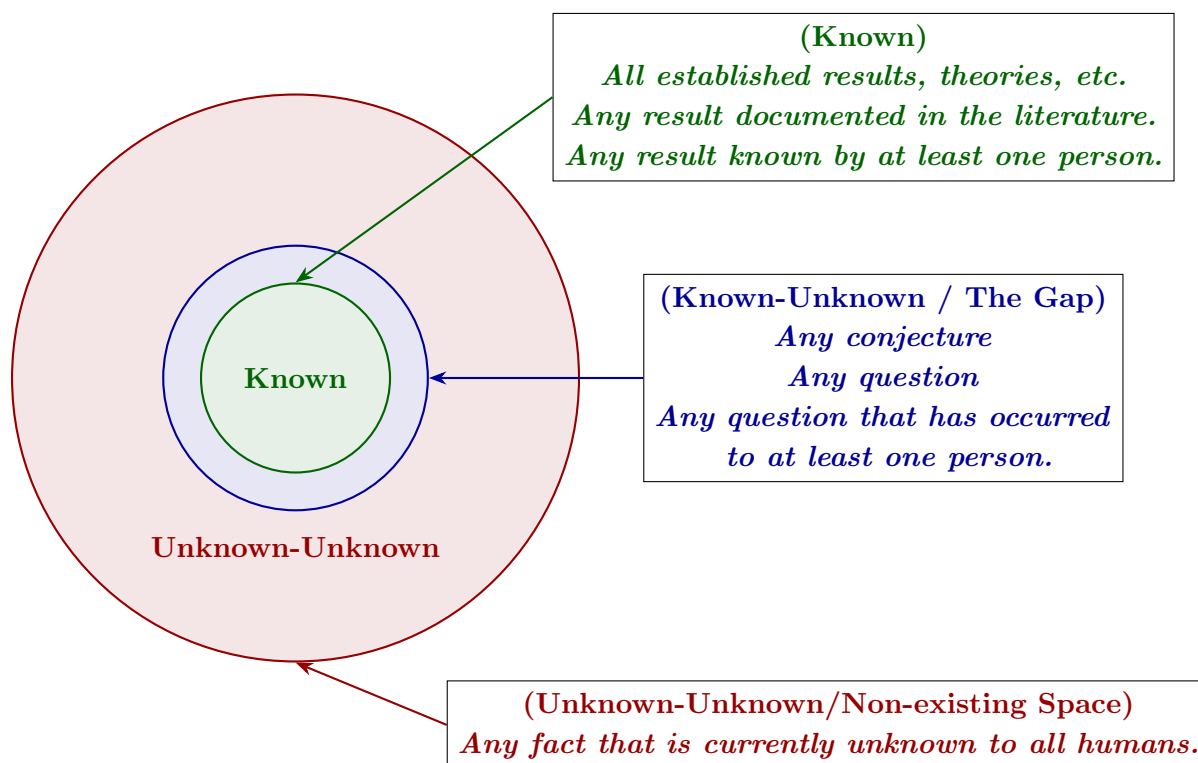 (Known)
All established results, theories, etc.
Any result documented in the literature.
Any result known by at least one person.
(Known-Unknown / The Gap)
Any conjecture
Any question
Any question that has occurred
to at least one person.
Known
Unknown-Unknown
(Unknown-Unknown/Non-existing Space)
Any fact that is currently unknown to all humans.